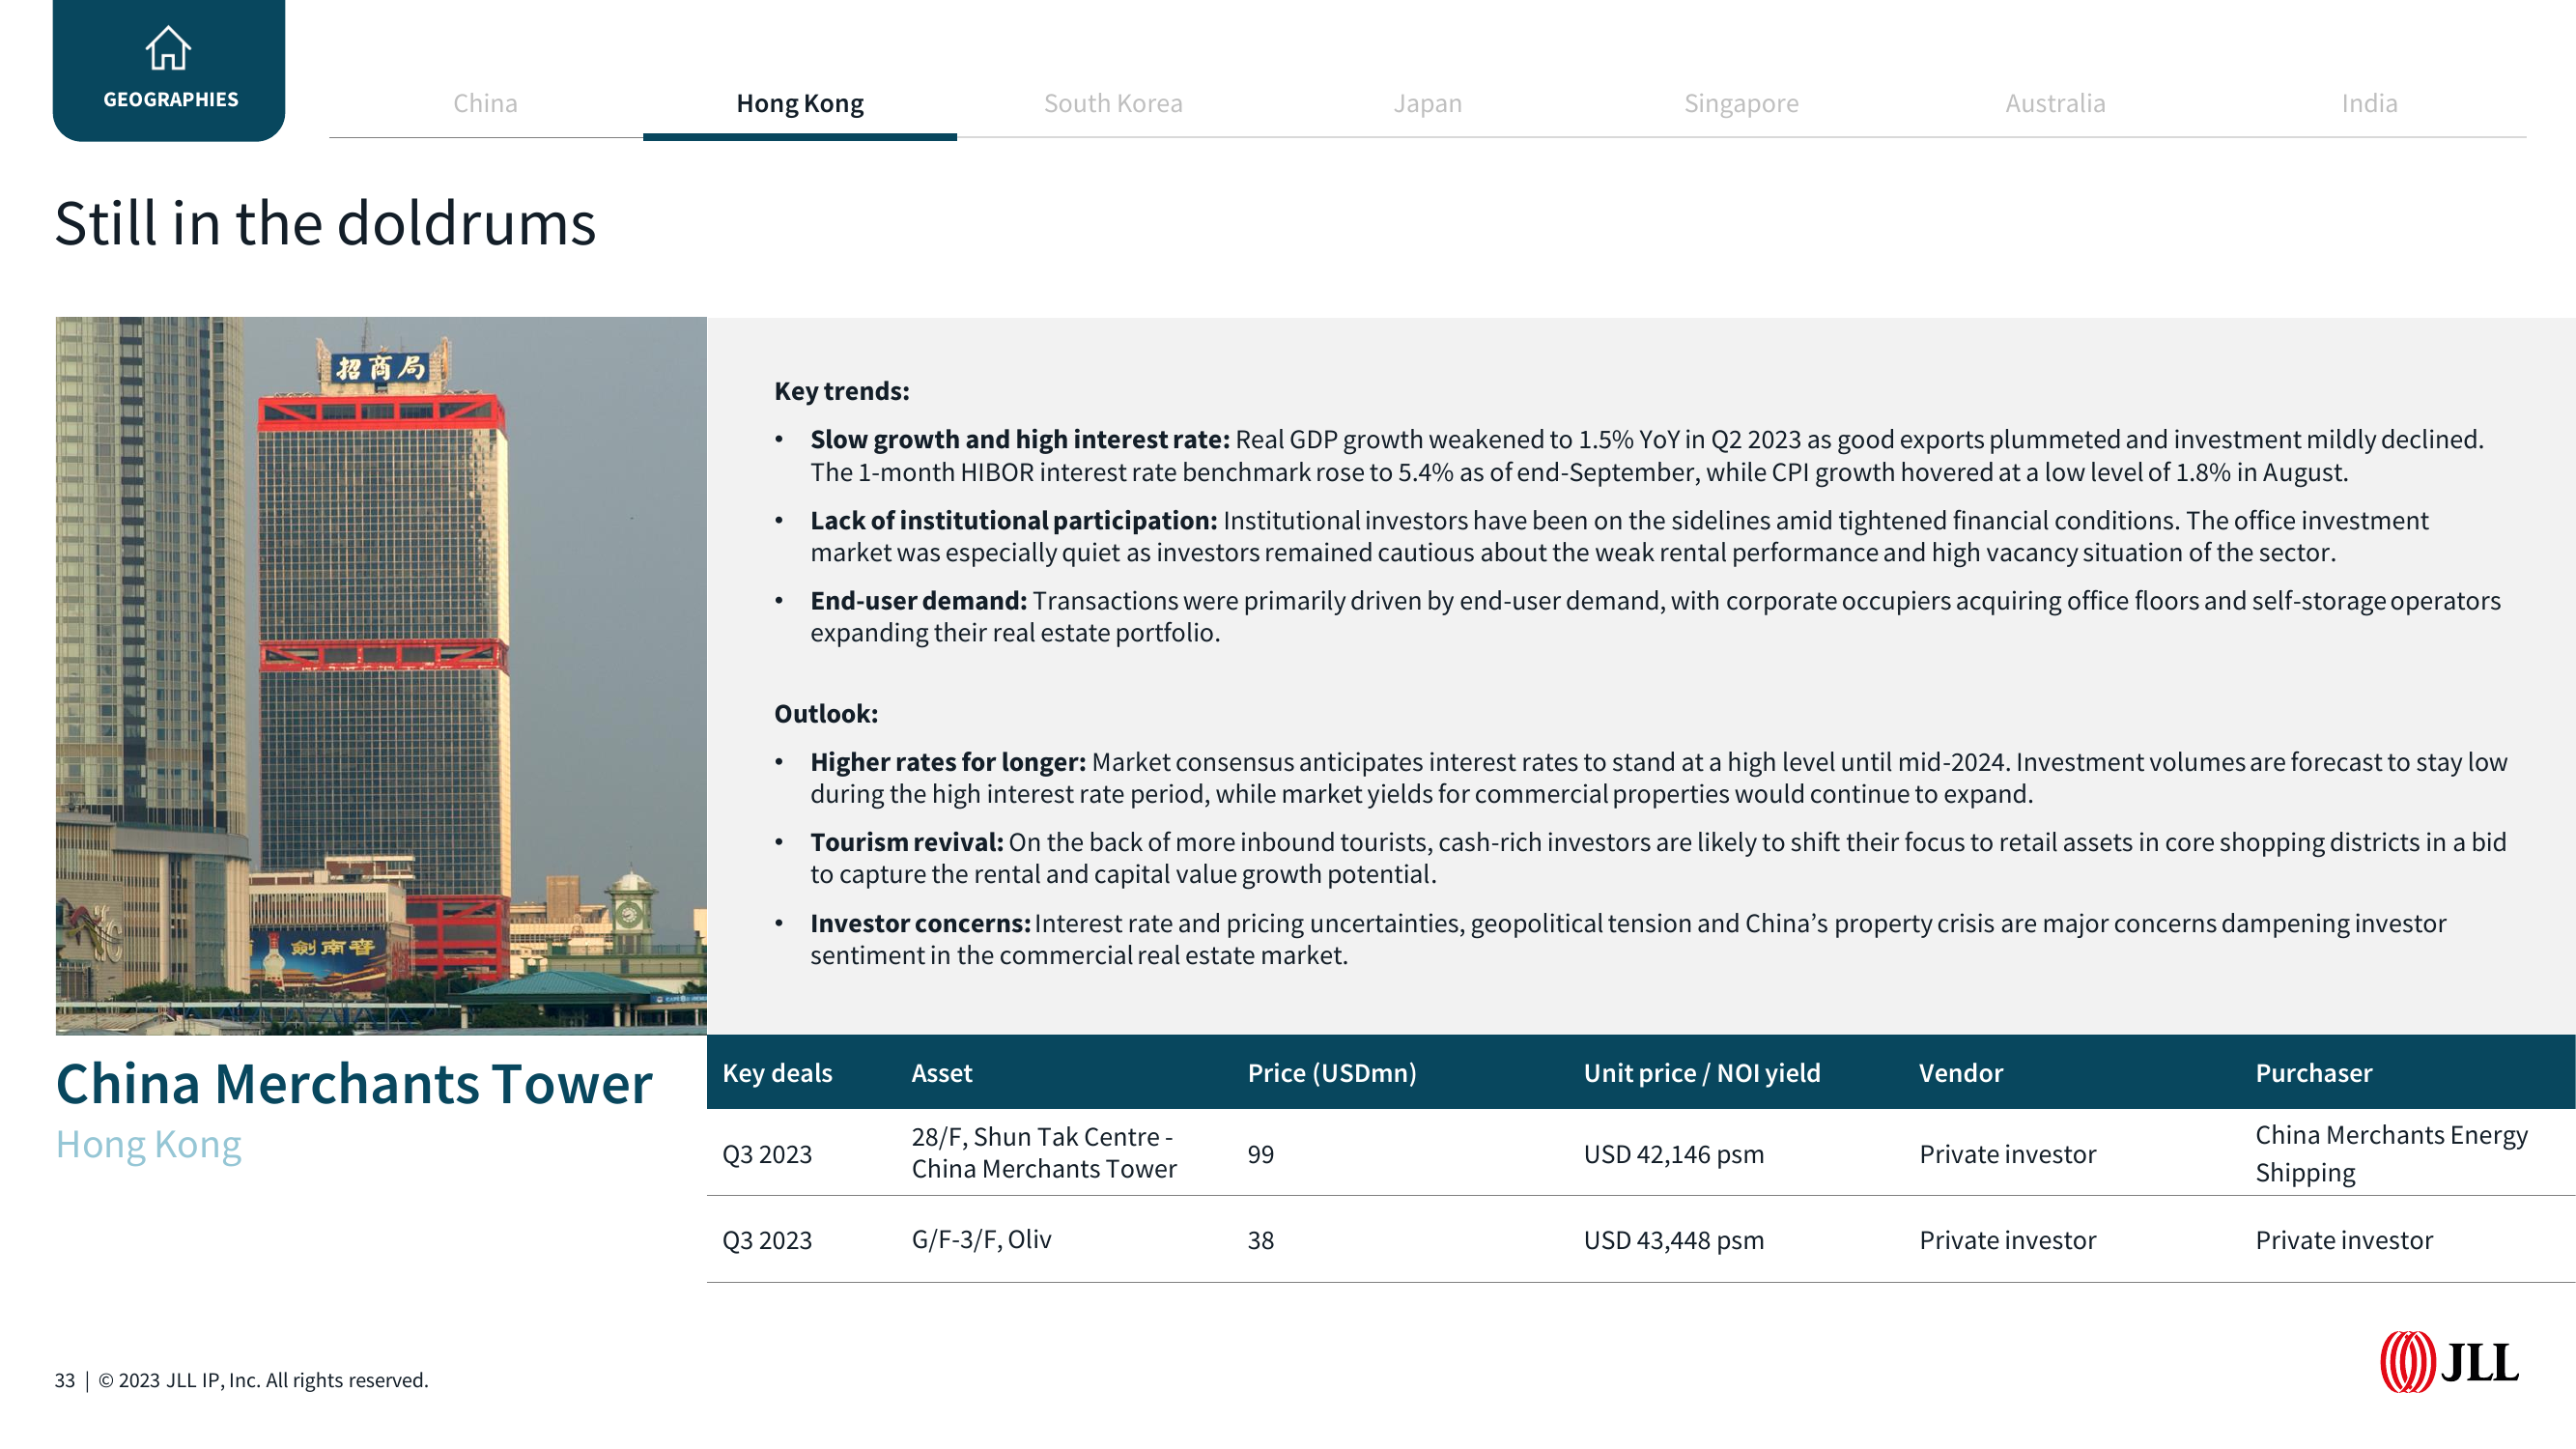 GEOGRAPHIES
China
Hong Kong
South Korea
Japan
Singapore
Australia
India
Still in the doldrums
招商局
劍南春
Key trends:
• Slow growth and high interest rate: Real GDP growth weakened to 1.5% YoY in Q2 2023 as good exports plummeted and investment mildly declined.
The 1-month HIBOR interest rate benchmark rose to 5.4% as of end-September, while CPI growth hovered at a low level of 1.8% in August.
• Lack of institutional participation: Institutional investors have been on the sidelines amid tightened financial conditions. The office investment
market was especially quiet as investors remained cautious about the weak rental performance and high vacancy situation of the sector.
• End-user demand: Transactions were primarily driven by end-user demand, with corporate occupiers acquiring office floors and self-storage operators
expanding their real estate portfolio.
Outlook:
• Higher rates for longer: Market consensus anticipates interest rates to stand at a high level until mid-2024. Investment volumes are forecast to stay low
during the high interest rate period, while market yields for commercial properties would continue to expand.
• Tourism revival: On the back of more inbound tourists, cash-rich investors are likely to shift their focus to retail assets in core shopping districts in a bid
to capture the rental and capital value growth potential.
• Investor concerns: Interest rate and pricing uncertainties, geopolitical tension and China’s property crisis are major concerns dampening investor
sentiment in the commercial real estate market.
China Merchants Tower
Hong Kong
Key deals Asset Price (USDmn) Unit price / NOI yield Vendor Purchaser
Q3 2023 28/F, Shun Tak Centre - China Merchants Tower 99 USD 42,146 psm Private investor China Merchants Energy Shipping
Q3 2023 G/F-3/F, Oliv 38 USD 43,448 psm Private investor Private investor
33 | © 2023 JLL IP, Inc. All rights reserved.
JLL